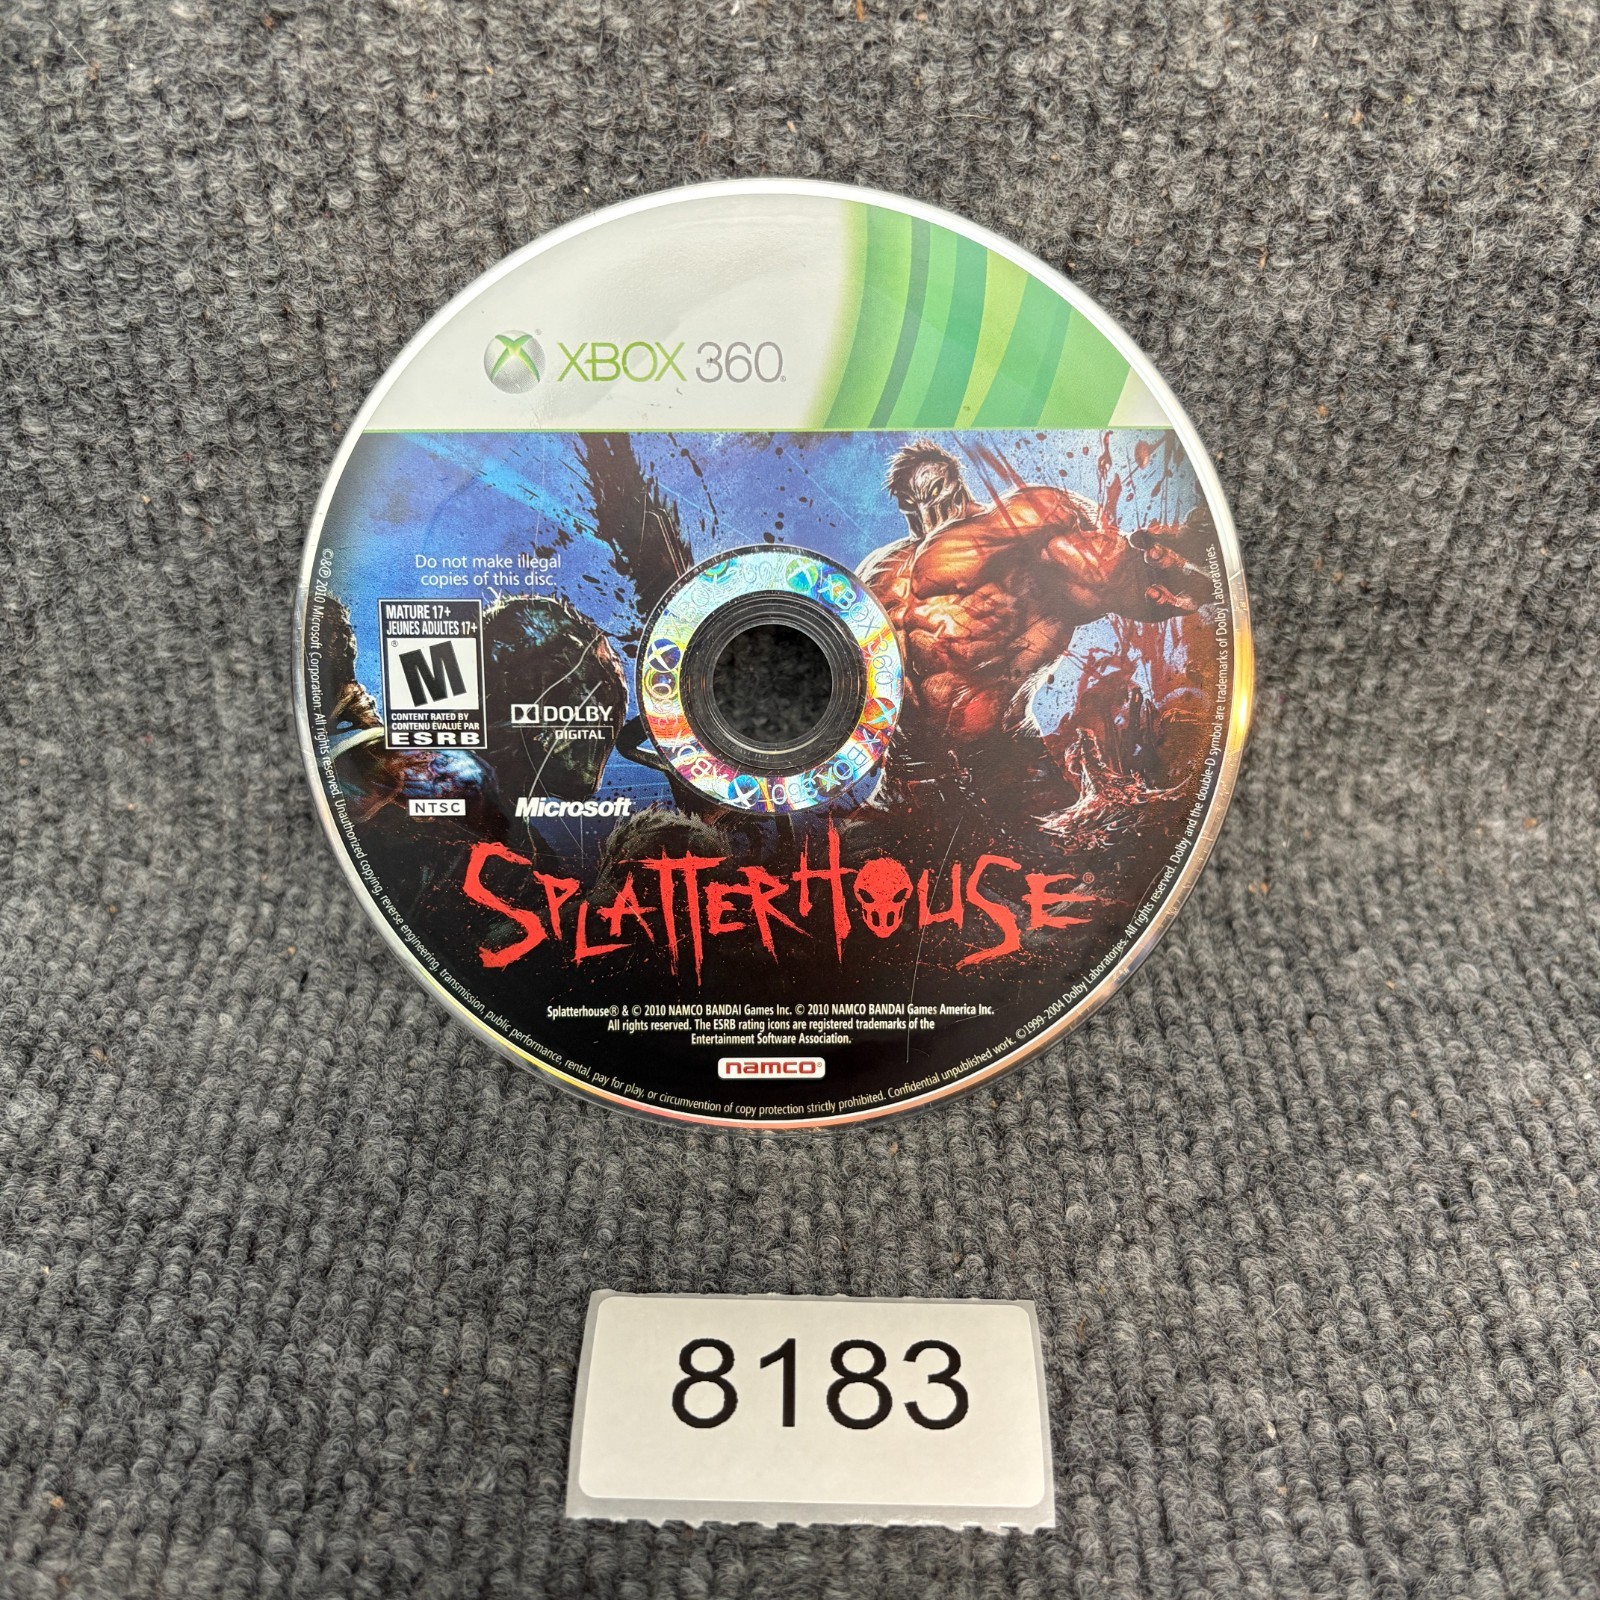 XBOX 360
Do not make illegal
copies of this disc.
MATURE 17+
JEUNES ADULTES 17+
M
CONTENT RATED BY
CONTENU ÉVALUÉ PAR
ESRB
DOLBY
DIGITAL
NTSC
Microsoft
SPLATTERHOUSE®
Splatterhouse® & © 2010 NAMCO BANDAI Games Inc. © 2010 NAMCO BANDAI Games America Inc.
All rights reserved. The ESRB rating icons are registered trademarks of the
Entertainment Software Association.
namco®
©&℗ 2010 Microsoft Corporation. All rights reserved. Unauthorized copying, reverse engineering, transmission, public performance, rental, pay for play, or circumvention of copy protection strictly prohibited. Confidential unpublished work. ©1999-2004 Dolby Laboratories. All rights reserved. Dolby and the double-D symbol are trademarks of Dolby Laboratories.
8183